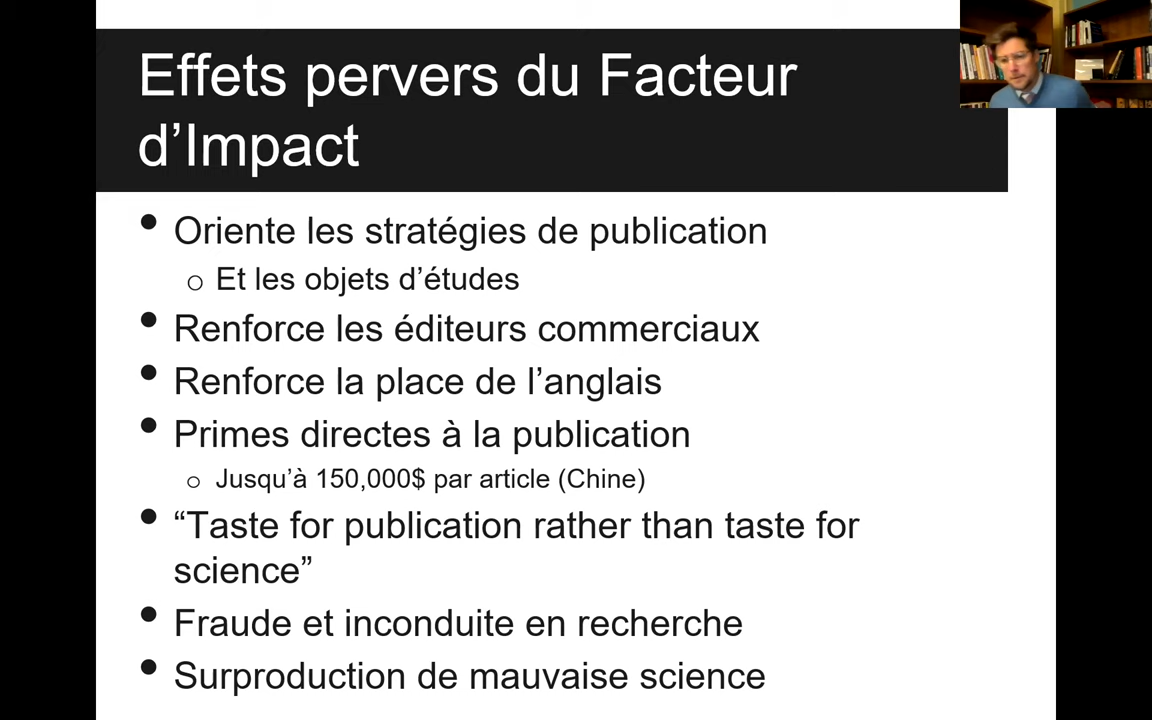 Effets pervers du Facteur
d’Impact
• Oriente les stratégies de publication
o Et les objets d’études
• Renforce les éditeurs commerciaux
• Renforce la place de l’anglais
• Primes directes à la publication
o Jusqu’à 150,000$ par article (Chine)
• “Taste for publication rather than taste for
science”
• Fraude et inconduite en recherche
• Surproduction de mauvaise science